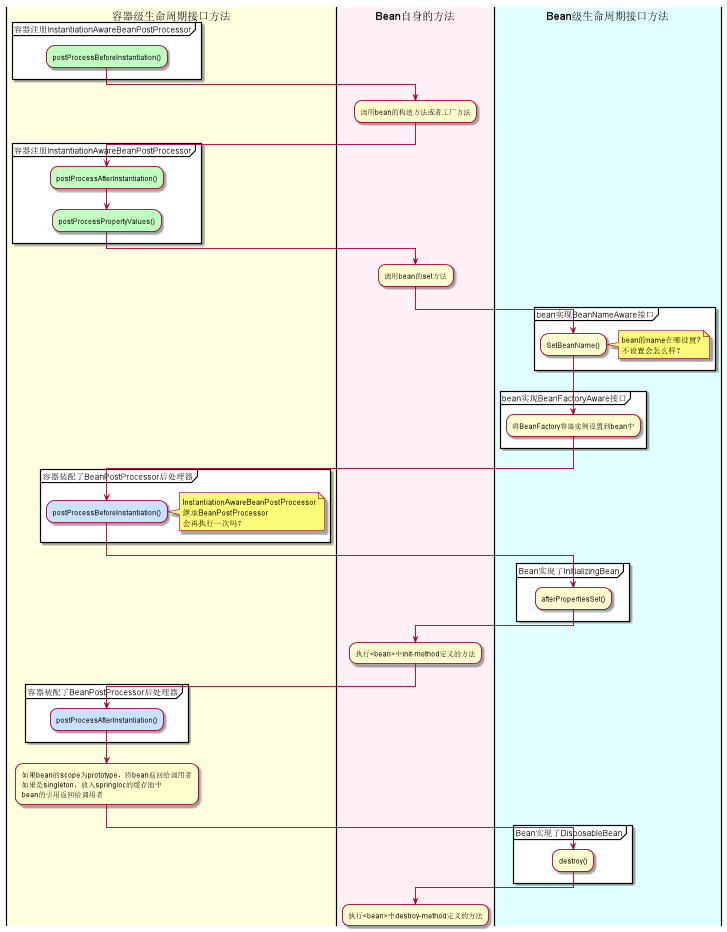 容器级生命周期接口方法
Bean自身的方法
Bean级生命周期接口方法
容器注册InstantiationAwareBeanPostProcessor
postProcessBeforeInstantiation()
调用bean的构造方法或者工厂方法
容器注册InstantiationAwareBeanPostProcessor
postProcessAfterInstantiation()
postProcessPropertyValues()
调用bean的set方法
bean实现BeanNameAware接口
SetBeanName()
bean的name在哪设置?
不设置会怎么样?
bean实现BeanFactoryAware接口
将BeanFactory容器实例设置到bean中
容器装配了BeanPostProcessor后处理器
postProcessBeforeInstantiation()
InstantiationAwareBeanPostProcessor
继承BeanPostProcessor
会再执行一次吗?
Bean实现了InitializingBean
afterPropertiesSet()
执行<bean>中init-method定义的方法
容器装配了BeanPostProcessor后处理器
postProcessAfterInstantiation()
如果bean的scope为prototype，将bean返回给调用者
如果是singleton，放入springIoc的缓存池中
bean的引用返回给调用者
Bean实现了DisposableBean
destroy()
执行<bean>中destroy-method定义的方法